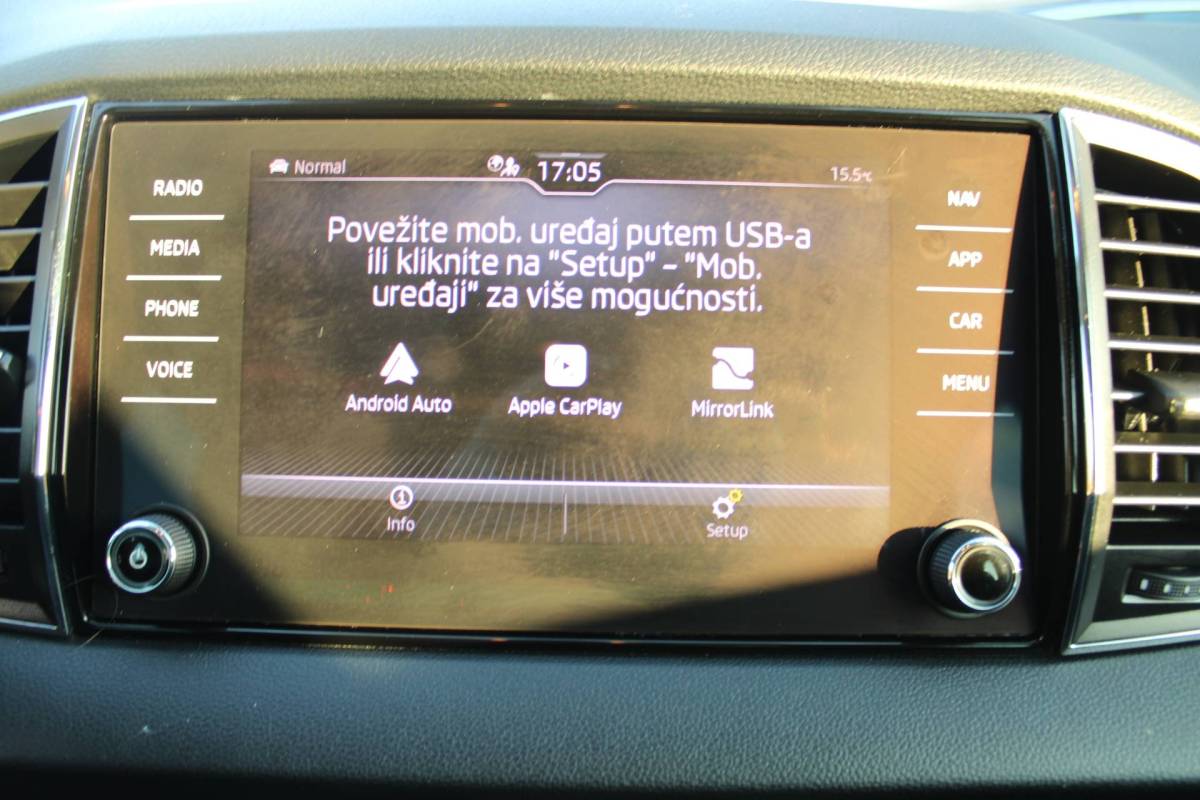 Normal
17:05
15.5°C
RADIO
MEDIA
PHONE
VOICE
Povežite mob. uređaj putem USB-a
ili kliknite na "Setup" - "Mob.
uređaji" za više mogućnosti.
Android Auto
Apple CarPlay
MirrorLink
Info
Setup
NAV
APP
CAR
MENU